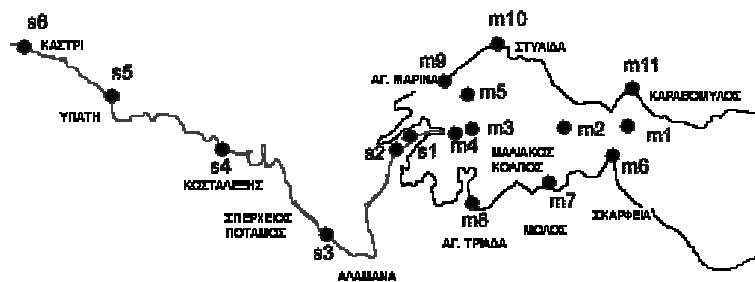 s6
ΚΑΣΤΡΙ
s5
ΥΠΑΤΗ
s4
ΚΟΣΤΑΛΕΞΗΣ
ΣΠΕΡΧΕΙΟΣ
ΠΟΤΑΜΟΣ
s3
ΑΛΑΜΑΝΑ
s2
s1
m10
ΣΤΥΛΙΔΑ
m9
ΑΓ. ΜΑΡΙΝΑ
m5
m11
ΚΑΡΑΒΟΜΥΛΟΣ
m4
m3
m2
m1
ΜΑΛΙΑΚΟΣ
ΚΟΛΠΟΣ
m6
m7
m8
ΣΚΑΡΦΕΙΑ
ΑΓ. ΤΡΙΑΔΑ
ΜΩΛΟΣ